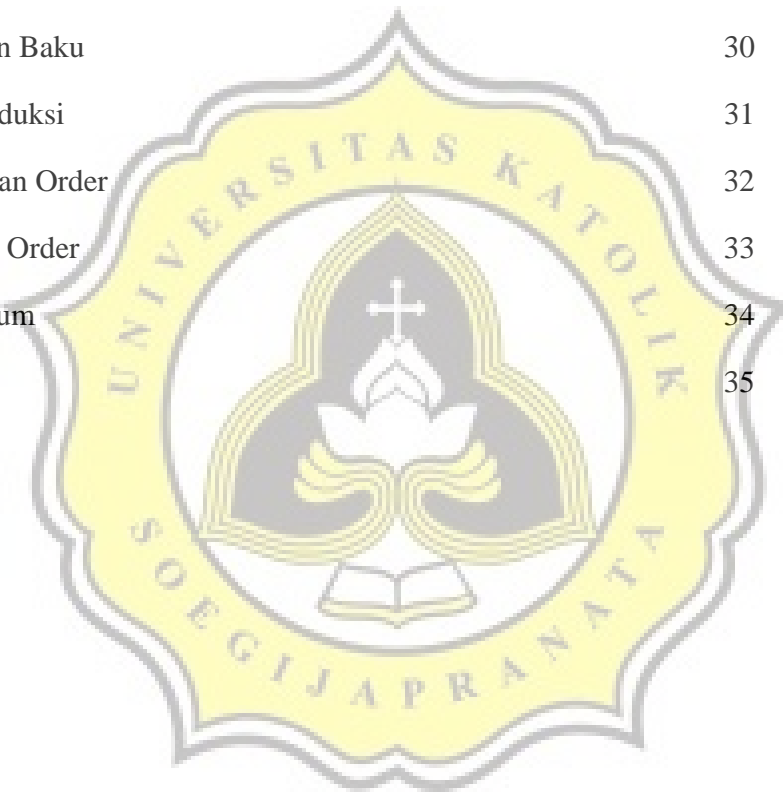 n Baku 30
duksi 31
an Order 32
Order 33
um 34
35
UNIVERSITAS KATOLIK
SOEGIJAPRANATA